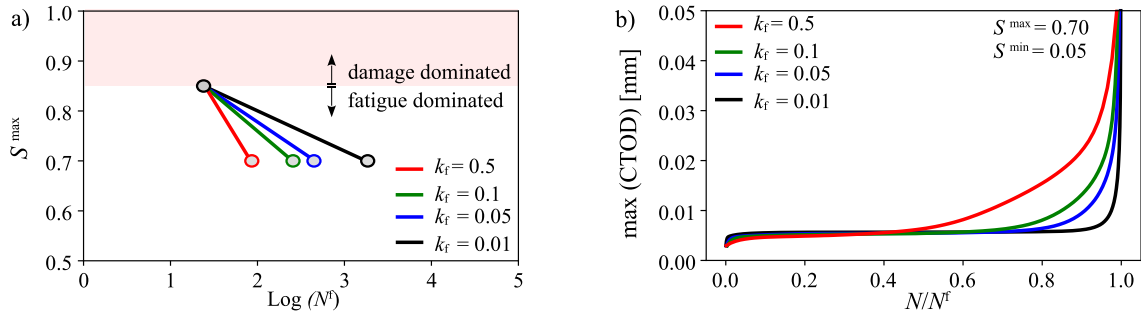 a)
1.0
0.9
0.8
0.7
0.6
0.5
S max
damage dominated
fatigue dominated
kf = 0.5
kf = 0.1
kf = 0.05
kf = 0.01
0
1
2
3
4
5
Log (Nf)
b)
0.05
0.04
0.03
0.02
0.01
0.00
max (CTOD) [mm]
kf = 0.5
kf = 0.1
kf = 0.05
kf = 0.01
S max = 0.70
S min = 0.05
0.0
0.2
0.4
0.6
0.8
1.0
N/Nf